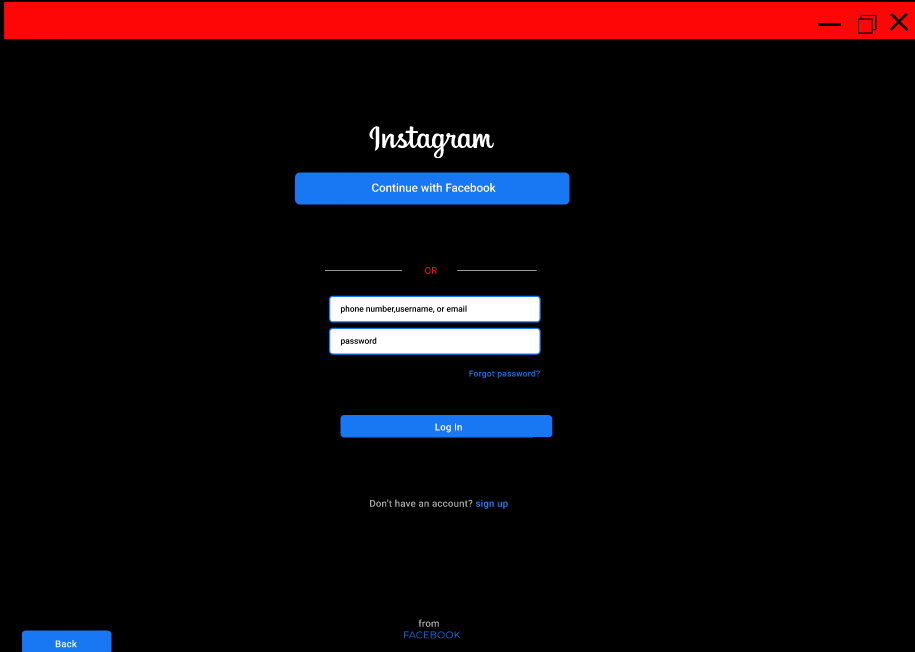 Instagram
Continue with Facebook
OR
phone number,username, or email
password
Forgot password?
Log In
Don't have an account? sign up
from
FACEBOOK
Back